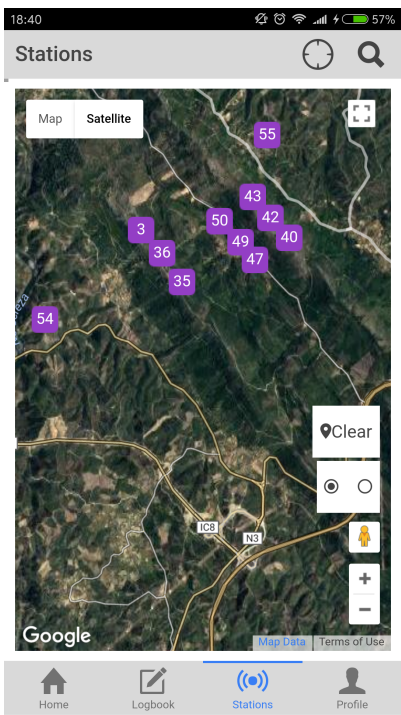 18:40 57%
Stations
Map Satellite
55
43
50 42
3 49 40
36 47
35
54
Clear
IC8
N3
Google
Map Data Terms of Use
Home Logbook Stations Profile